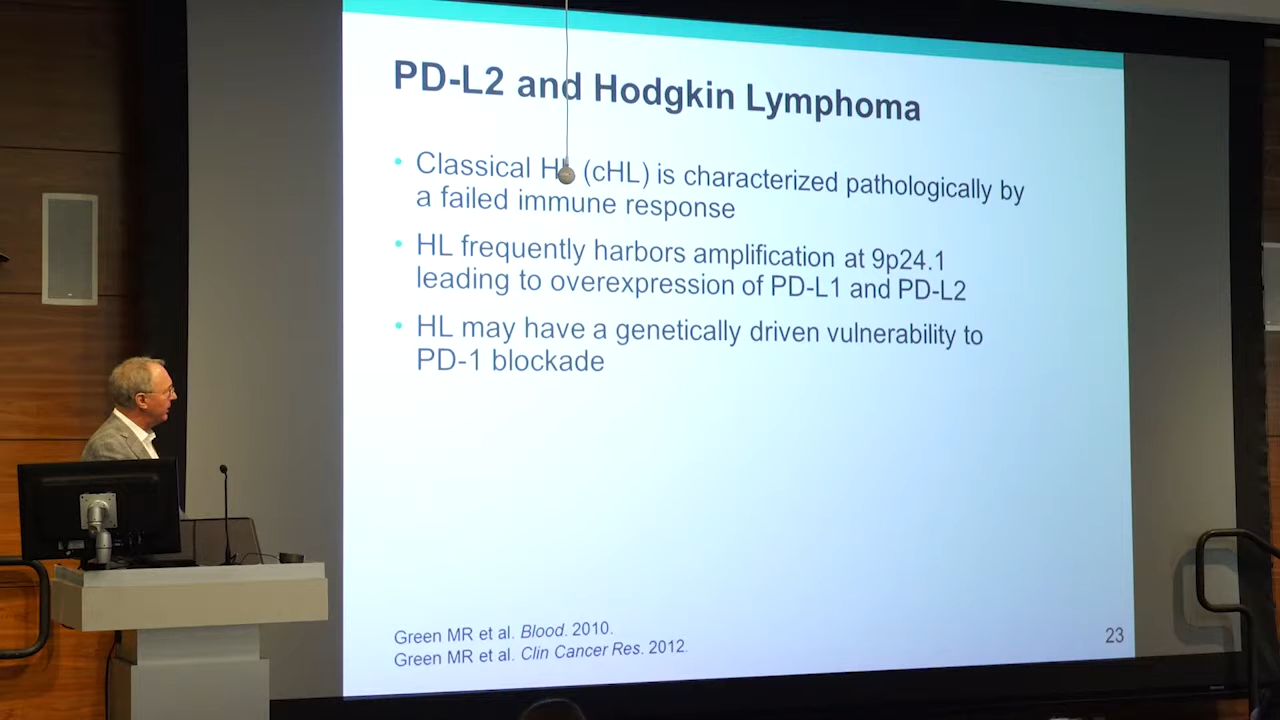 PD-L2 and Hodgkin Lymphoma
• Classical HL (cHL) is characterized pathologically by
a failed immune response
• HL frequently harbors amplification at 9p24.1
leading to overexpression of PD-L1 and PD-L2
• HL may have a genetically driven vulnerability to
PD-1 blockade
Green MR et al. Blood. 2010.
Green MR et al. Clin Cancer Res. 2012.
23